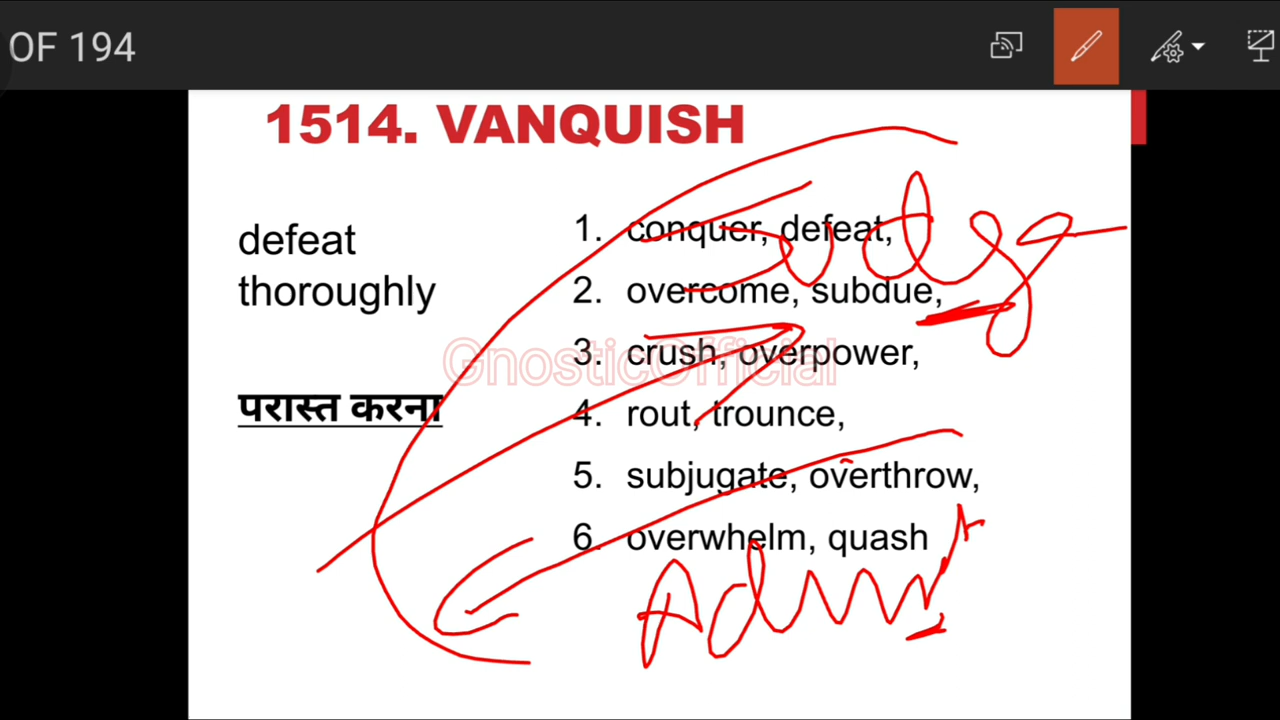 OF 194
1514. VANQUISH
defeat
thoroughly
परास्त करना
1. conquer, defeat,
2. overcome, subdue,
3. crush, overpower,
4. rout, trounce,
5. subjugate, overthrow,
6. overwhelm, quash
GnosticOfficial